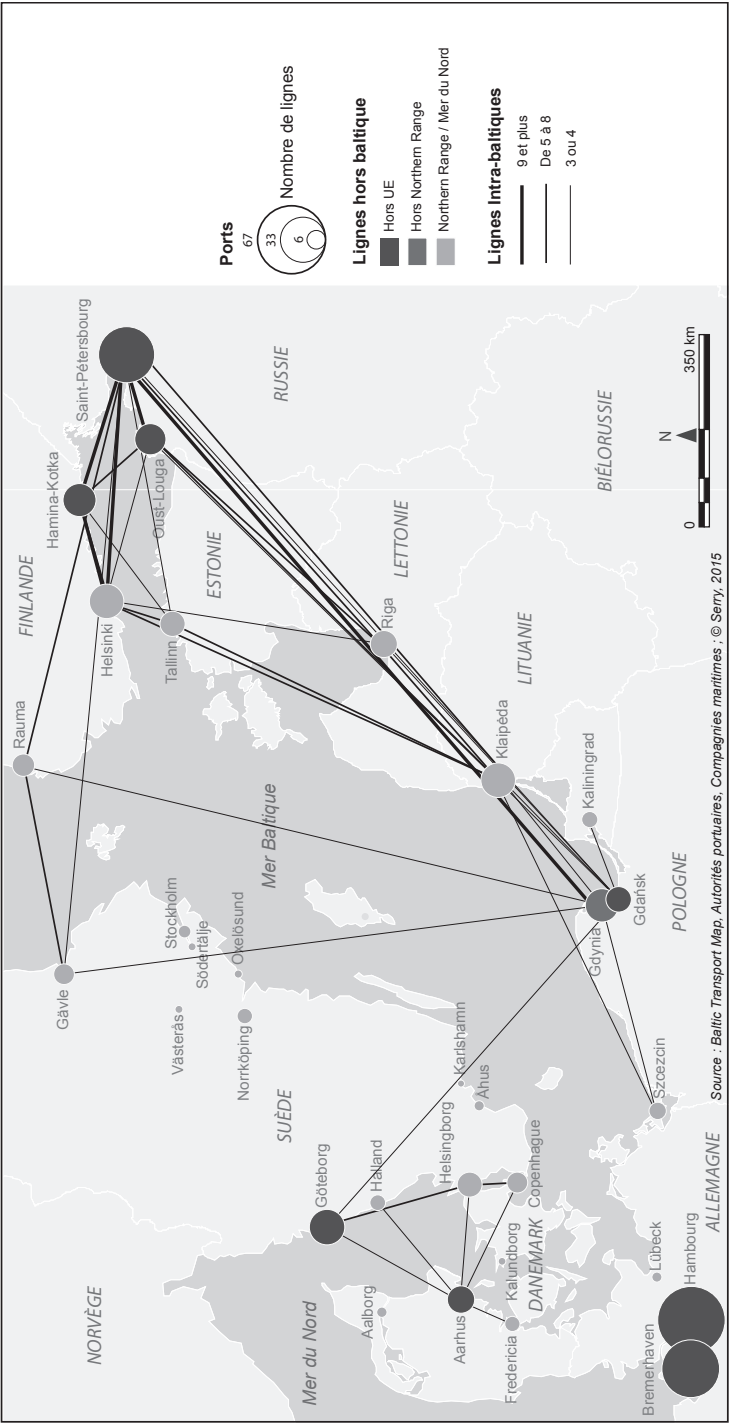 Saint-Pétersbourg
Hamina-Kotka
Oust-Louga
FINLANDE
Helsinki
Tallinn
ESTONIE
RUSSIE
Rauma
Riga
LETTONIE
BIÉLORUSSIE
LITUANIE
Klaipèda
Kaliningrad
Mer Baltique
Gdańsk
Gdynia
POLOGNE
Gävle
Stockholm
Södertälje
Oxelösund
Västerås
Norrköping
SUÈDE
Karlshamn
Ahus
Szcezcin
Göteborg
Halland
Helsingborg
Copenhague
Kalundborg
DANEMARK
Aalborg
Aarhus
Fredericia
NORVÈGE
Mer du Nord
Lübeck
ALLEMAGNE
Hambourg
Bremerhaven
N
0 350 km
Ports
67
33
6
Nombre de lignes
Lignes hors baltique
Hors UE
Hors Northern Range
Northern Range / Mer du Nord
Lignes Intra-baltiques
9 et plus
De 5 à 8
3 ou 4
Source : Baltic Transport Map, Autorités portuaires, Compagnies maritimes ; © Serry, 2015